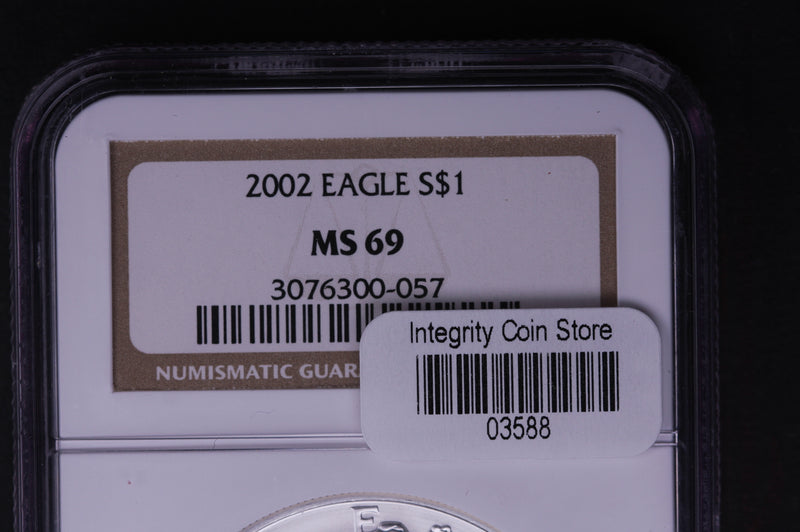 2002 EAGLE S$1
MS 69
3076300-057
NUMISMATIC GUAR
Integrity Coin Store
03588